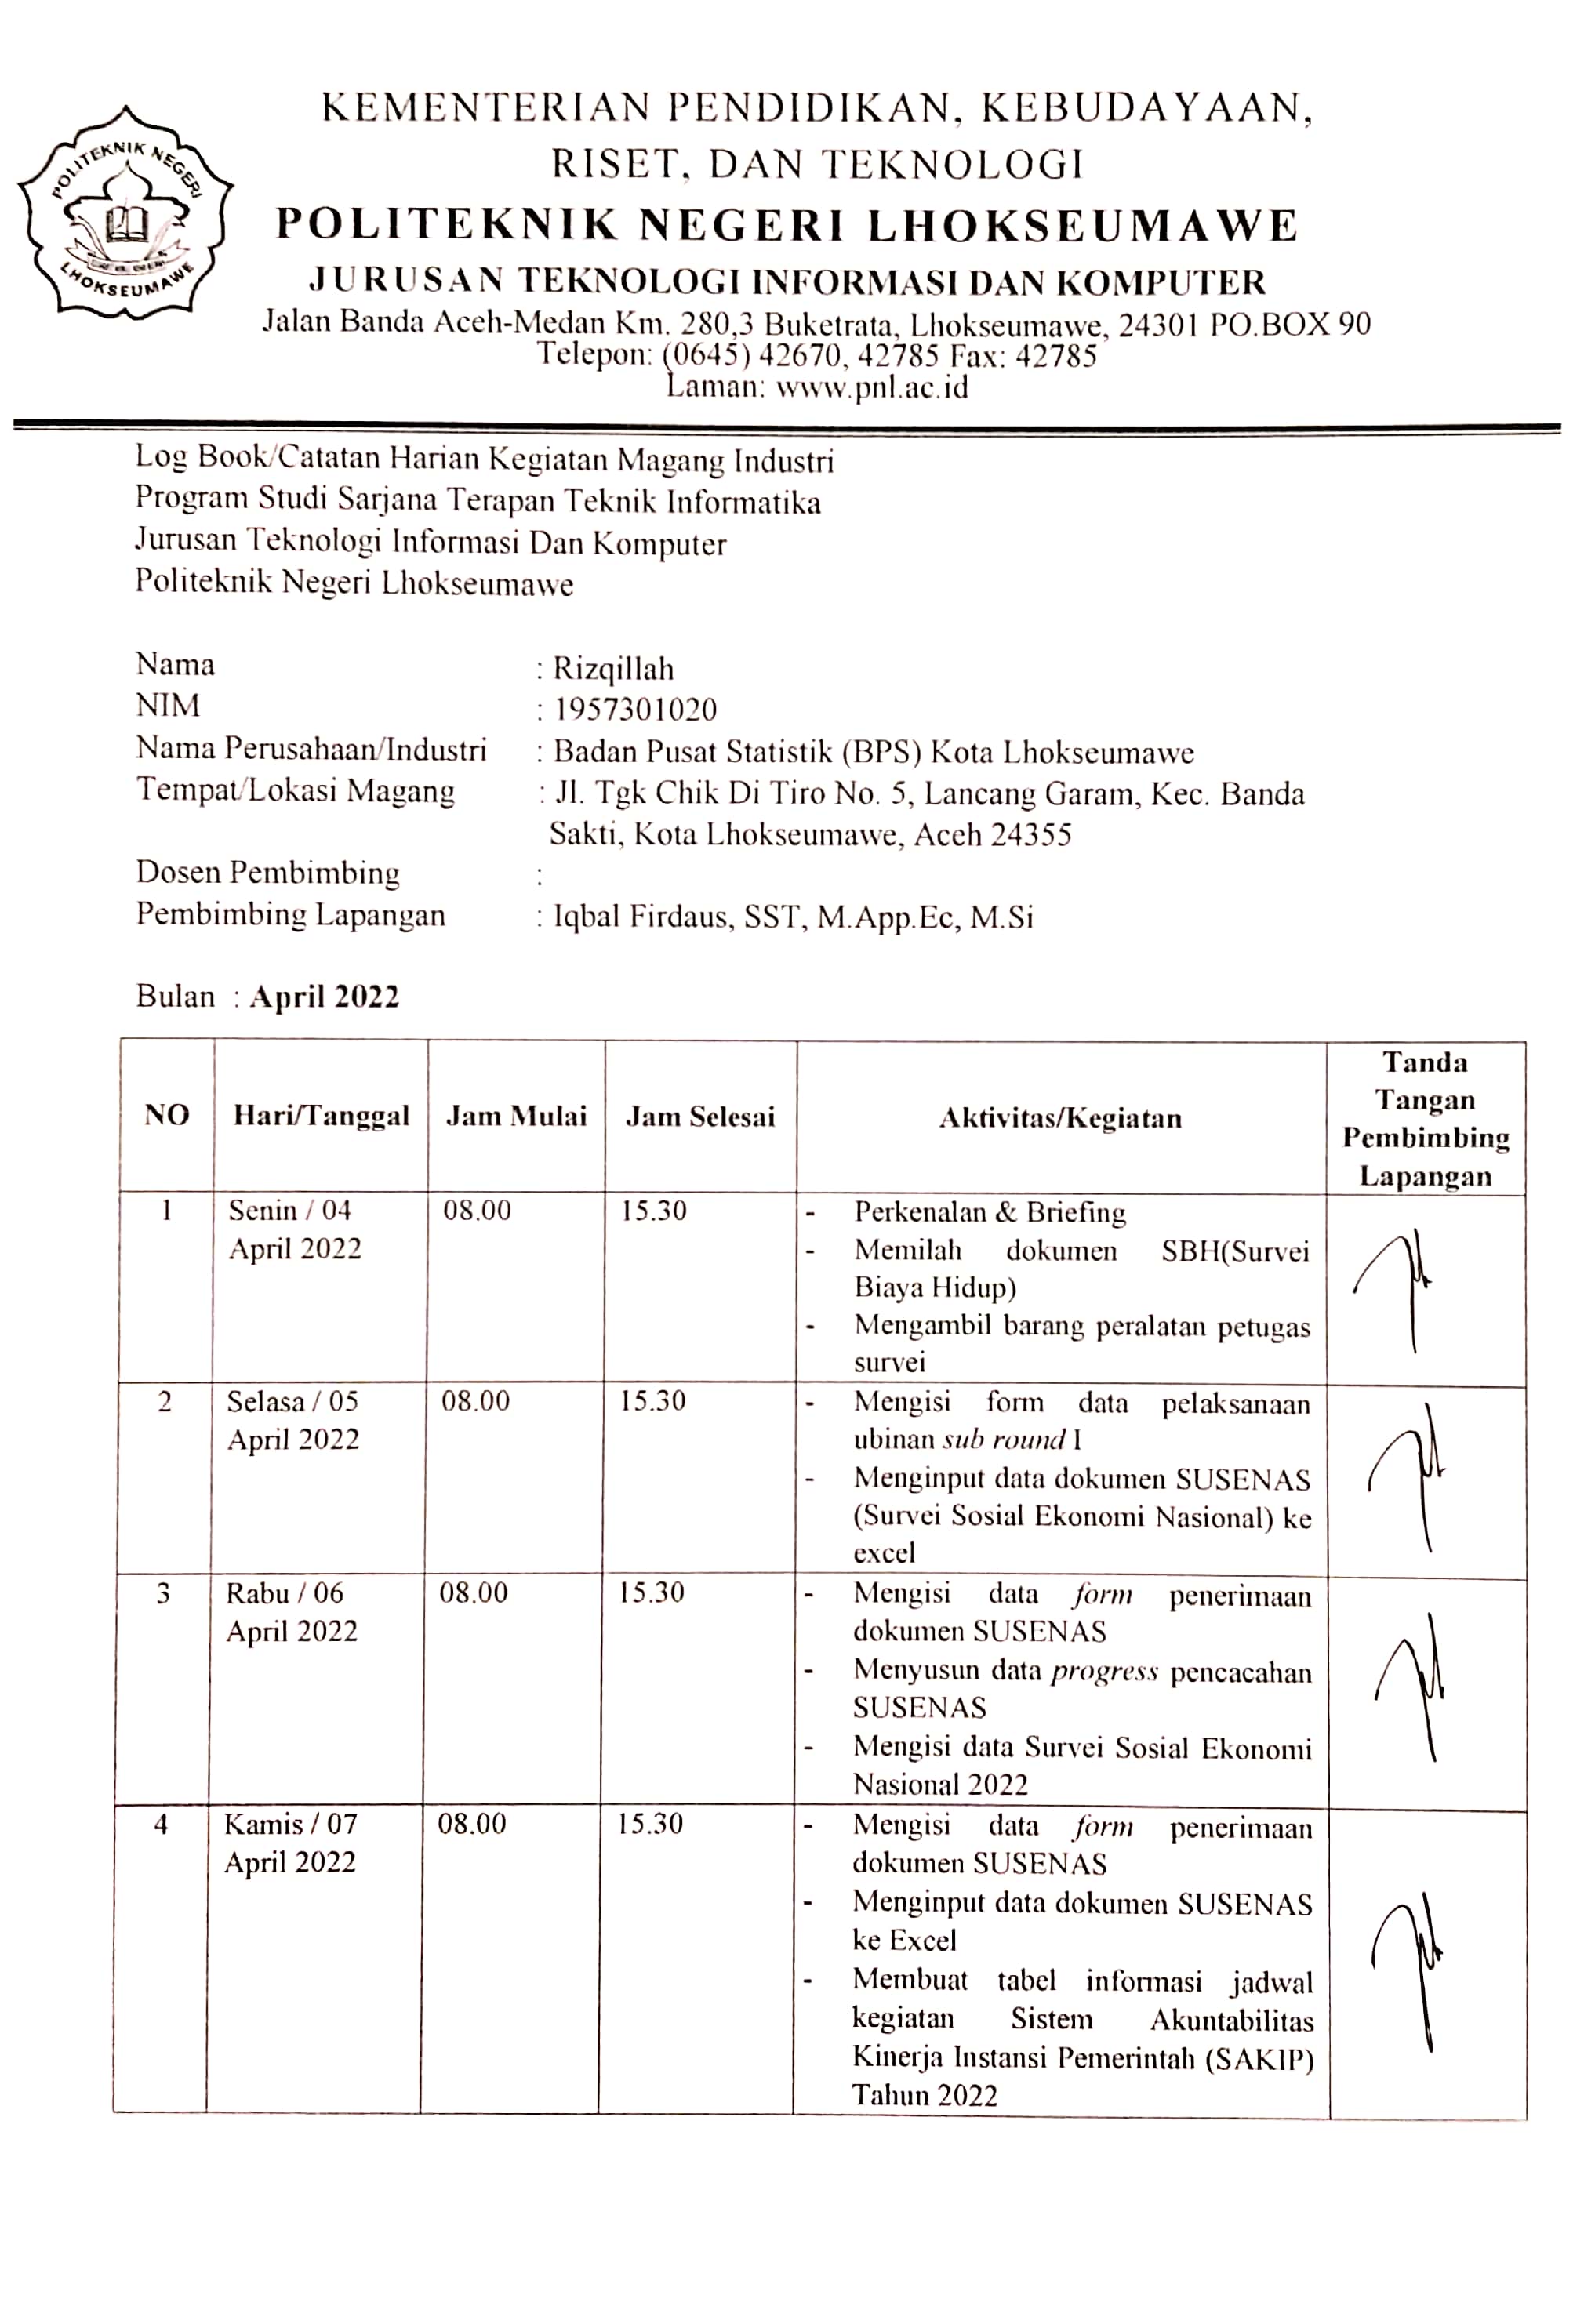 KEMENTERIAN PENDIDIKAN, KEBUDAYAAN,
RISET, DAN TEKNOLOGI
POLITEKNIK NEGERI LHOKSEUMAWE
JURUSAN TEKNOLOGI INFORMASI DAN KOMPUTER
Jalan Banda Aceh-Medan Km. 280,3 Buketrata, Lhokseumawe, 24301 PO.BOX 90
Telepon: (0645) 42670, 42785 Fax: 42785
Laman: www.pnl.ac.id
POLITEKNIK NEGERI
LHOKSEUMAWE
Log Book/Catatan Harian Kegiatan Magang Industri
Program Studi Sarjana Terapan Teknik Informatika
Jurusan Teknologi Informasi Dan Komputer
Politeknik Negeri Lhokseumawe
Nama : Rizqillah
NIM : 1957301020
Nama Perusahaan/Industri : Badan Pusat Statistik (BPS) Kota Lhokseumawe
Tempat/Lokasi Magang : Jl. Tgk Chik Di Tiro No. 5, Lancang Garam, Kec. Banda
Sakti, Kota Lhokseumawe, Aceh 24355
Dosen Pembimbing :
Pembimbing Lapangan : Iqbal Firdaus, SST, M.App.Ec, M.Si
Bulan : April 2022
NO
Hari/Tanggal
Jam Mulai
Jam Selesai
Aktivitas/Kegiatan
Tanda
Tangan
Pembimbing
Lapangan
1
Senin / 04
April 2022
08.00
15.30
- Perkenalan & Briefing
- Memilah dokumen SBH(Survei
Biaya Hidup)
- Mengambil barang peralatan petugas
survei
2
Selasa / 05
April 2022
08.00
15.30
- Mengisi form data pelaksanaan
ubinan sub round I
- Menginput data dokumen SUSENAS
(Survei Sosial Ekonomi Nasional) ke
excel
3
Rabu / 06
April 2022
08.00
15.30
- Mengisi data form penerimaan
dokumen SUSENAS
- Menyusun data progress pencacahan
SUSENAS
- Mengisi data Survei Sosial Ekonomi
Nasional 2022
4
Kamis / 07
April 2022
08.00
15.30
- Mengisi data form penerimaan
dokumen SUSENAS
- Menginput data dokumen SUSENAS
ke Excel
- Membuat tabel informasi jadwal
kegiatan Sistem Akuntabilitas
Kinerja Instansi Pemerintah (SAKIP)
Tahun 2022